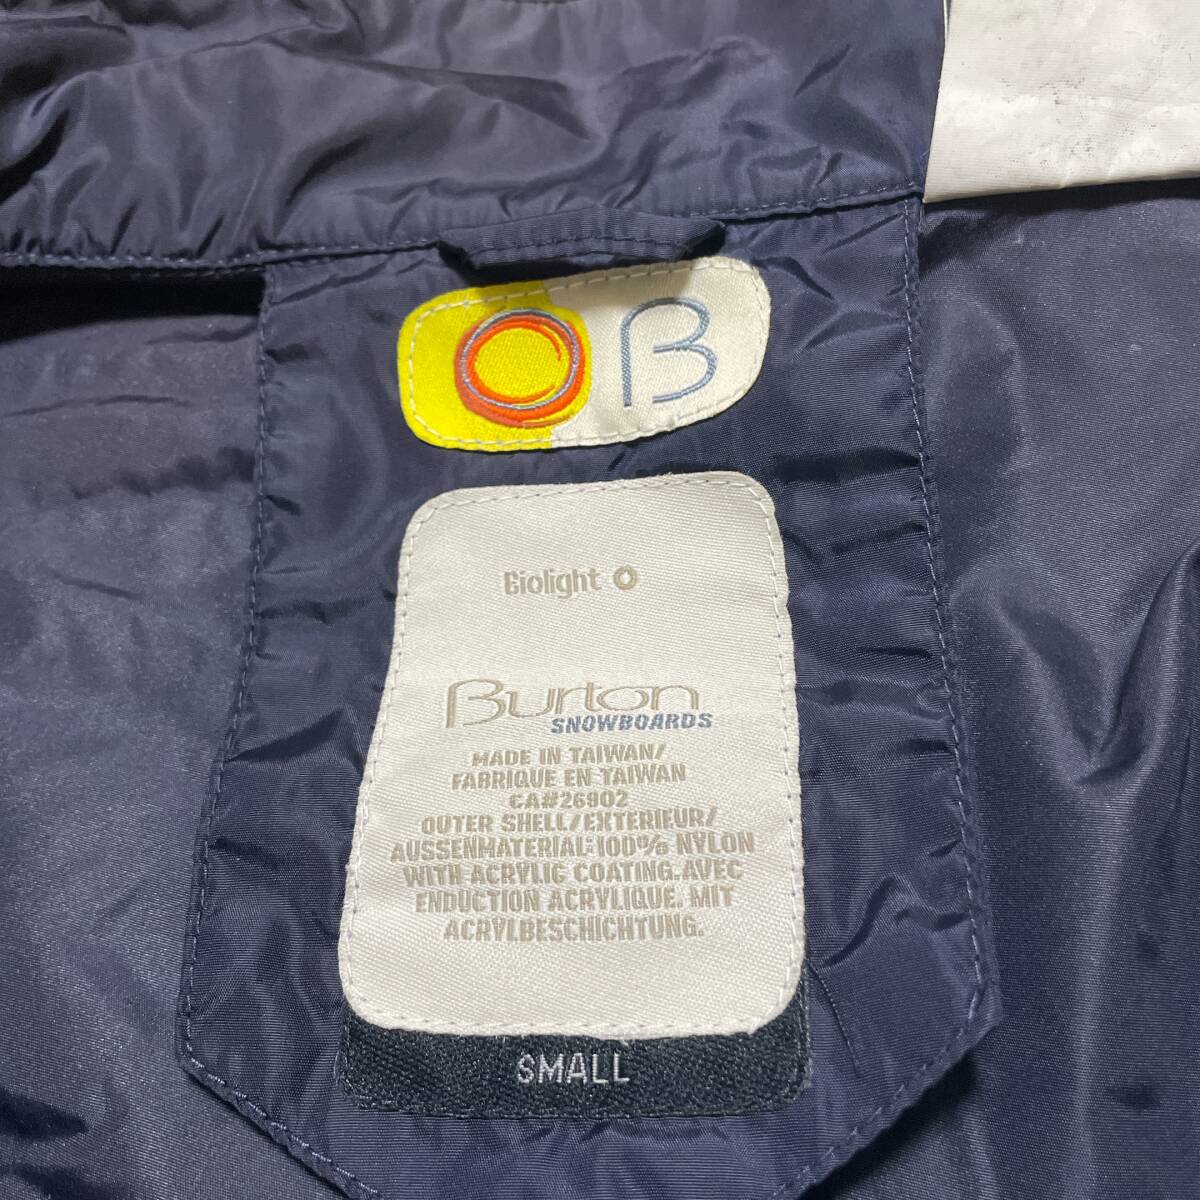 OB
Biolight O
Burton
SNOWBOARDS
MADE IN TAIWAN/
FABRIQUE EN TAIWAN
CA#26902
OUTER SHELL/EXTERIEUR/
AUSSENMATERIAL:100% NYLON
WITH ACRYLIC COATING.AVEC
ENDUCTION ACRYLIQUE. MIT
ACRYLBESCHICHTUNG.
SMALL